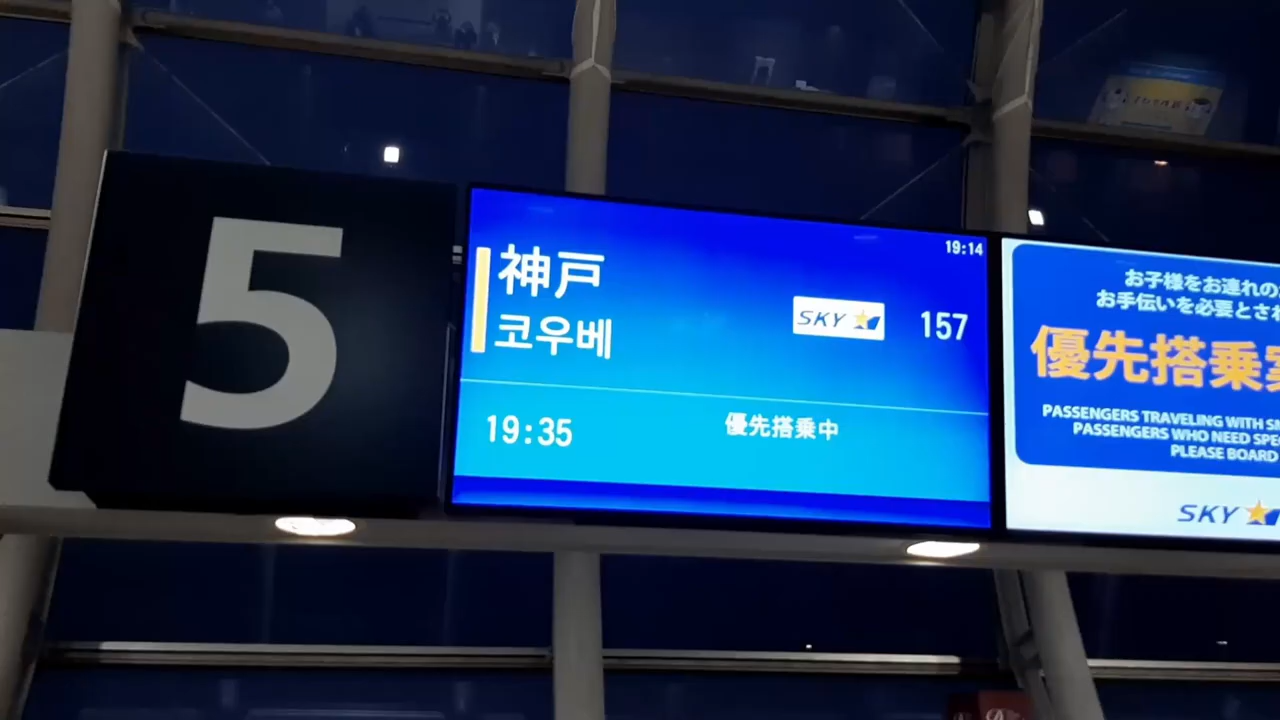 5
19:14
神戸
코우베
SKY
157
19:35
優先搭乗中
お子様をお連れの
お手伝いを必要とさ
優先搭乗
PASSENGERS TRAVELING WITH
PASSENGERS WHO NEED
PLEASE BOARD
SKY